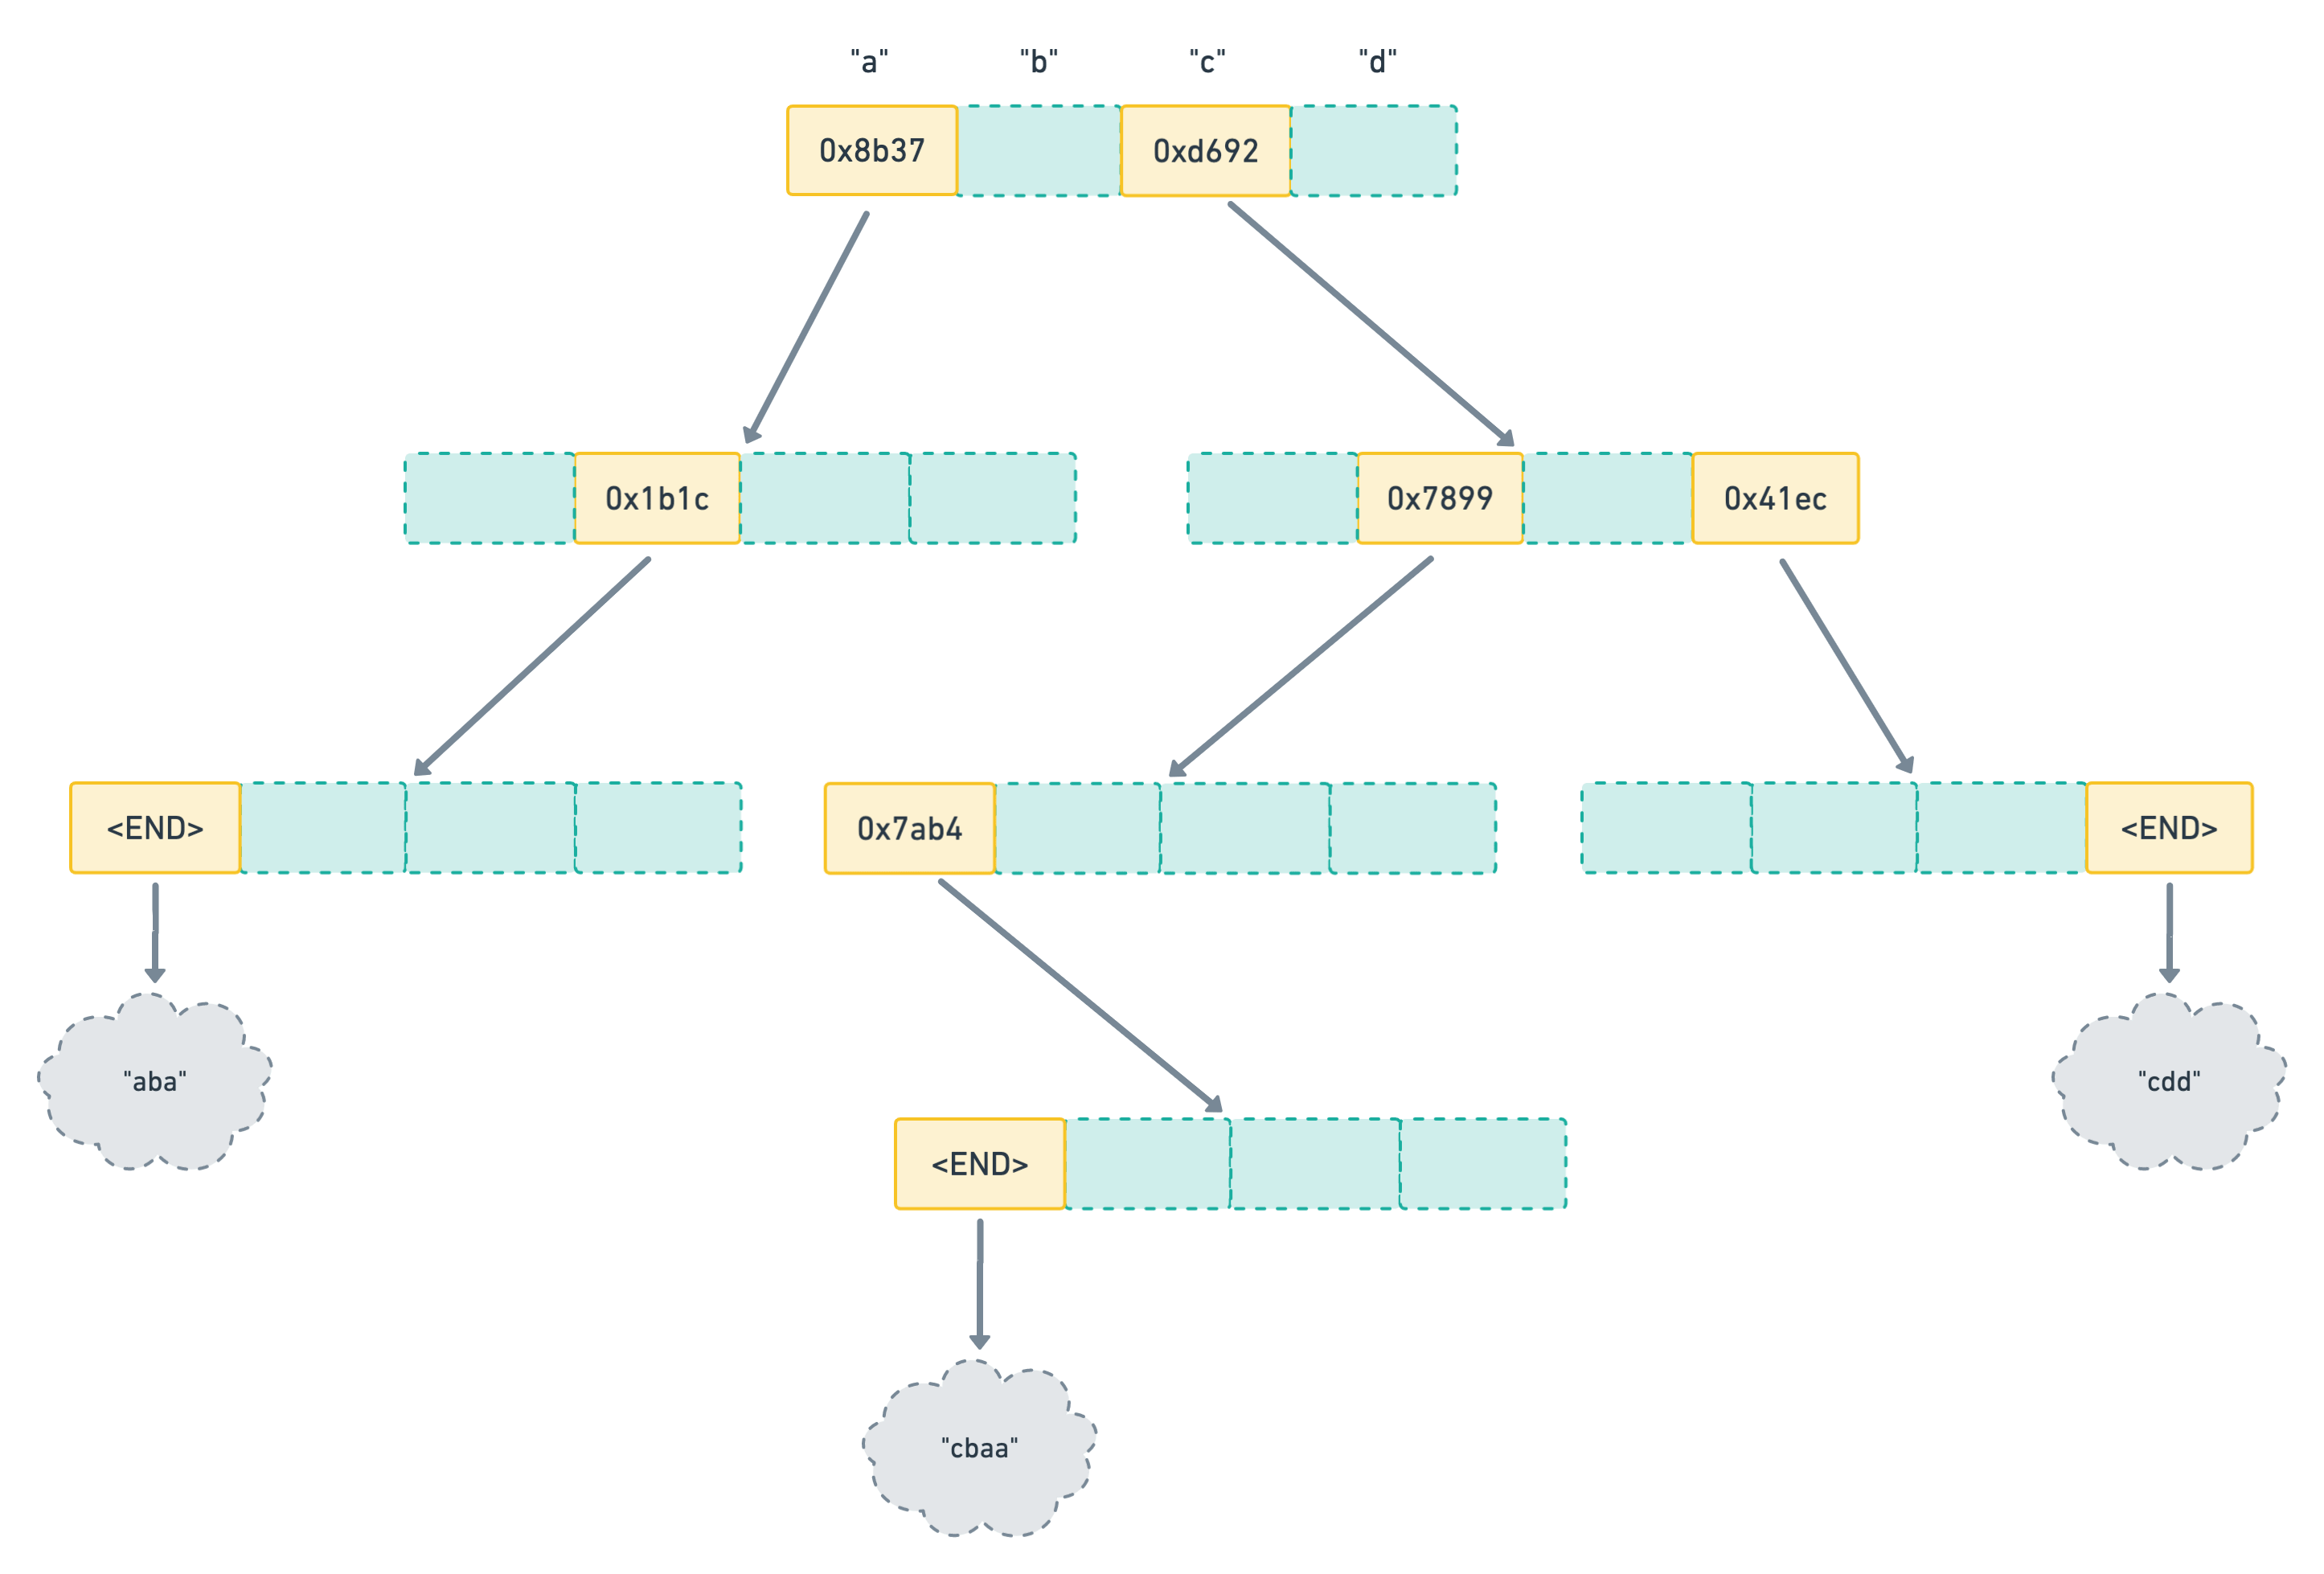 "a" "b" "c" "d"
0x8b37 0xd692
0x1b1c 0x7899 0x41ec
<END> 0x7ab4 <END>
"aba" "cdd"
<END>
"cbaa"